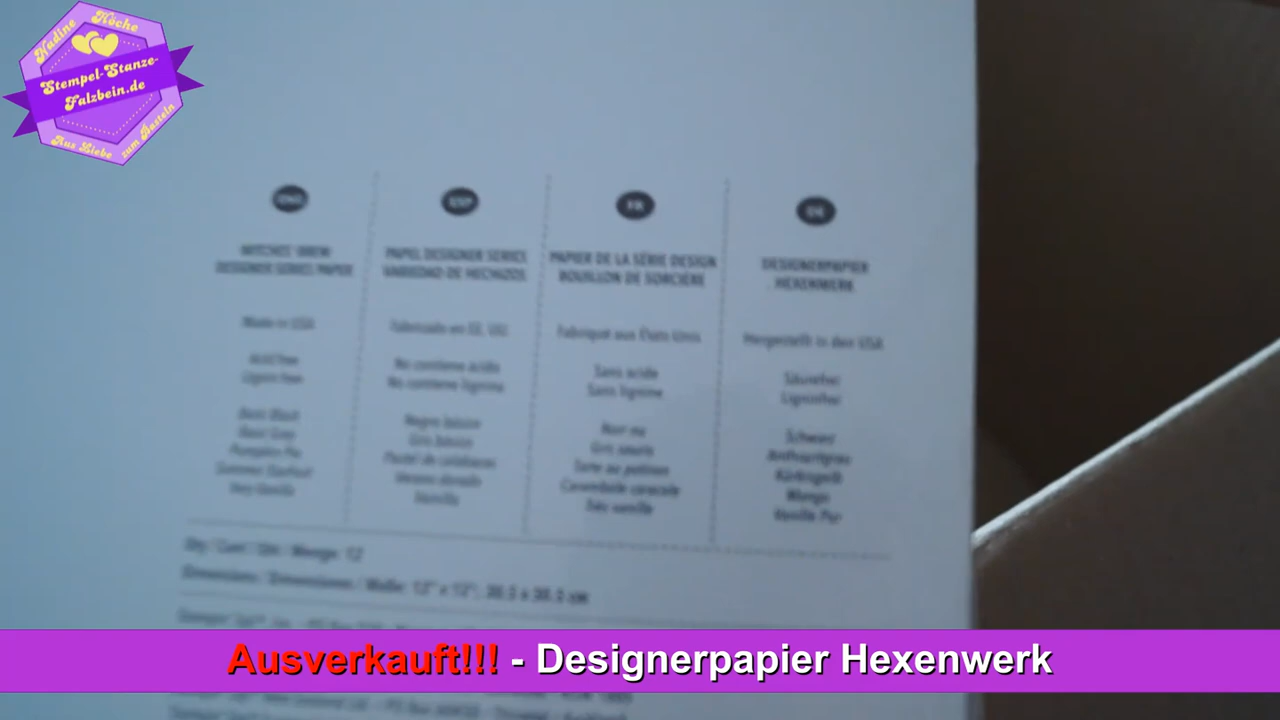 Nadine Höche
Stempel-Stanze-
Falzbein.de
Aus Liebe zum Basteln
FR
DE
WITCHES' BREW
DESIGNER SERIES PAPER
PAPEL DESIGNER SERIES
VARIEDAD DE HECHIZOS
PAPIER DE LA SÉRIE DESIGN
BOUILLON DE SORCIÈRE
DESIGNERPAPIER
HEXENWERK
Made in USA
Fabricado en EE. UU.
Fabriqué aux États-Unis
Hergestellt in den USA
Acid free
Lignin free
No contiene ácido
No contiene lignina
Sans acide
Sans lignine
Säurefrei
Ligninfrei
Basic Black
Basic Gray
Pumpkin Pie
Summer Starfruit
Very Vanilla
Negro básico
Gris básico
Pastel de calabaza
Verano dorado
Vainilla
Noir nu
Gris souris
Tarte au potiron
Carambole caracole
Très vanille
Schwarz
Anthrazitgrau
Kürbisgelb
Mango
Vanille Pur
Qty / Cant / Qté / Menge: 12
Dimensions / Dimensiones / Maße: 12" x 12"; 30,5 x 30,5 cm
Ausverkauft!!! - Designerpapier Hexenwerk